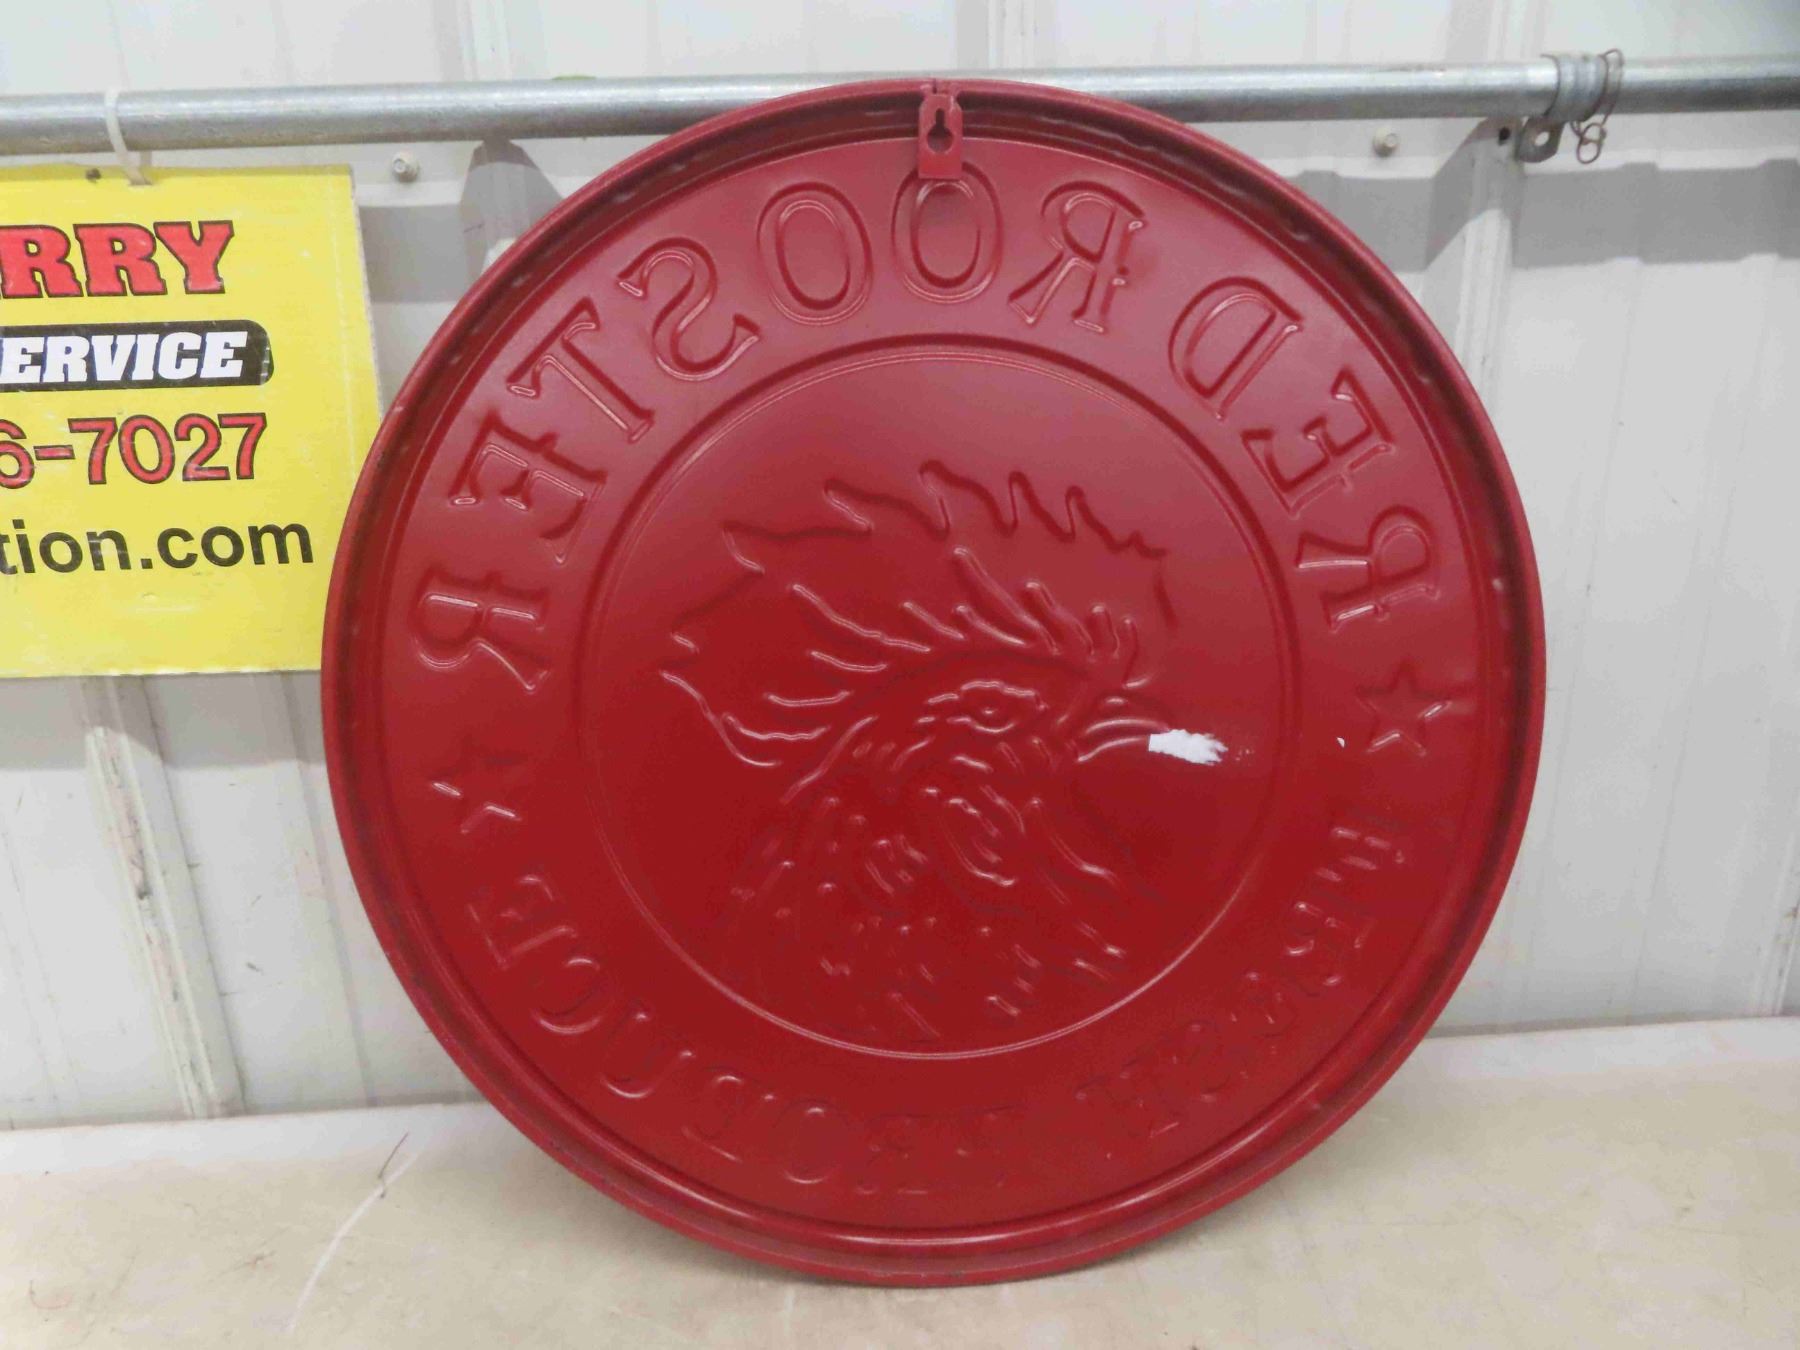 RRY
ERVICE
6-7027
tion.com
RED ROOSTER
FRESH PRODUCE